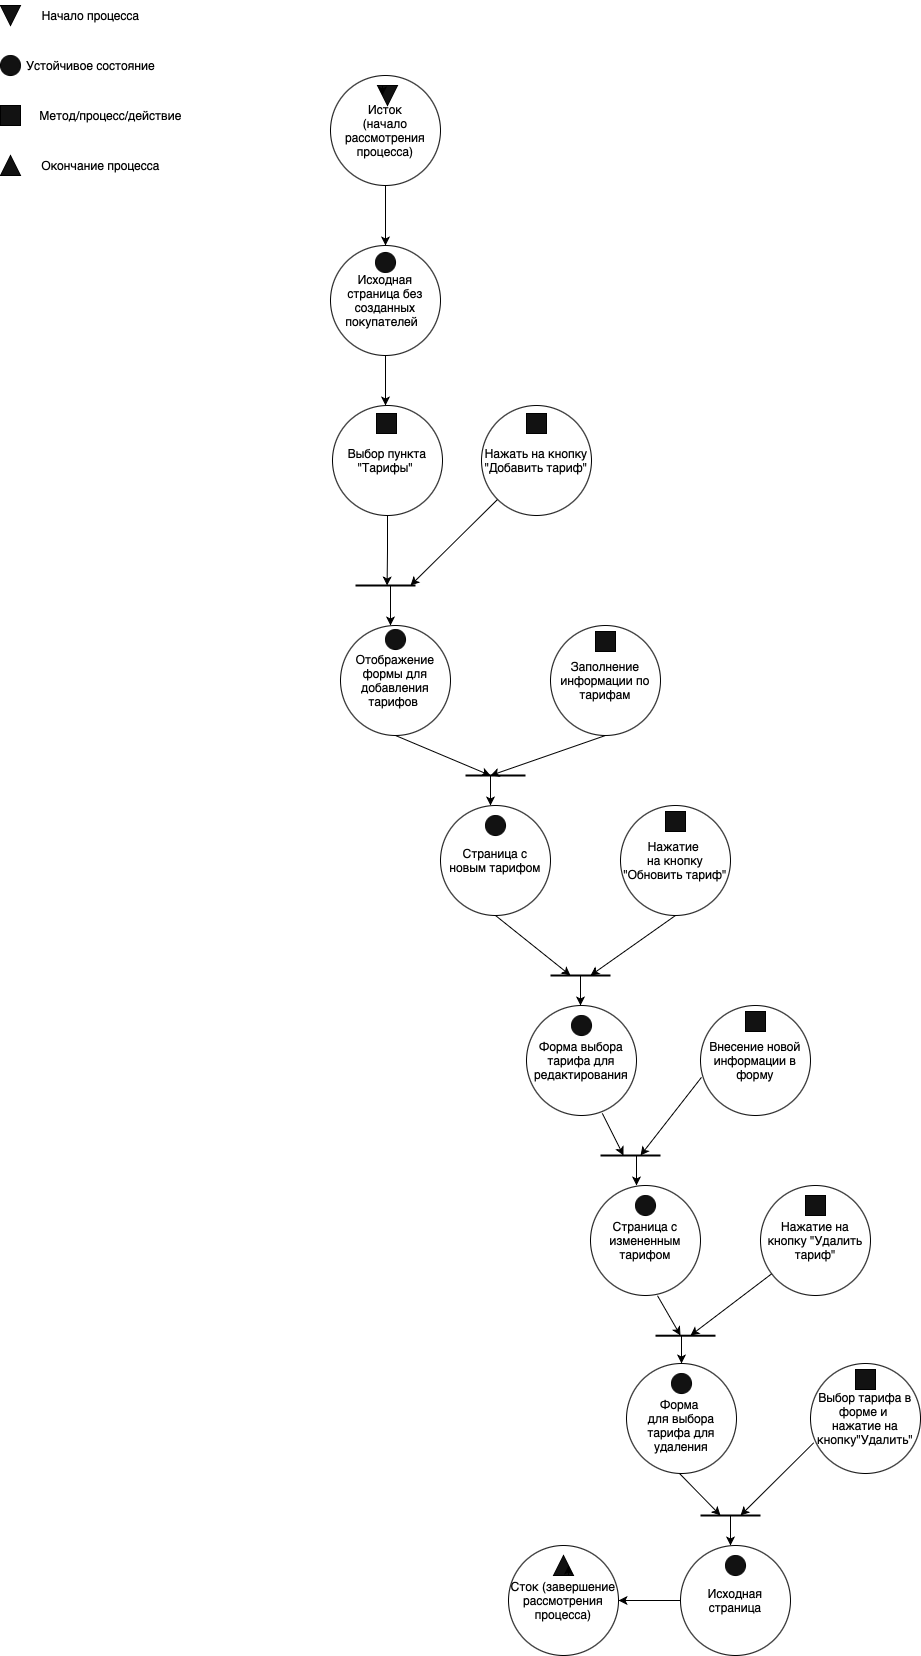 Начало процесса
Устойчивое состояние
Метод/процесс/действие
Окончание процесса
Исток
(начало
рассмотрения
процесса)
Исходная
страница без
созданных
покупателей
Выбор пункта
"Тарифы"
Нажать на кнопку
"Добавить тариф"
Отображение
формы для
добавления
тарифов
Заполнение
информации по
тарифам
Страница с
новым тарифом
Нажатие
на кнопку
"Обновить тариф"
Форма выбора
тарифа для
редактирования
Внесение новой
информации в
форму
Страница с
измененным
тарифом
Нажатие на
кнопку "Удалить
тариф"
Форма
для выбора
тарифа для
удаления
Выбор тарифа в
форме и
нажатие на
кнопку"Удалить"
Сток (завершение
рассмотрения
процесса)
Исходная
страница